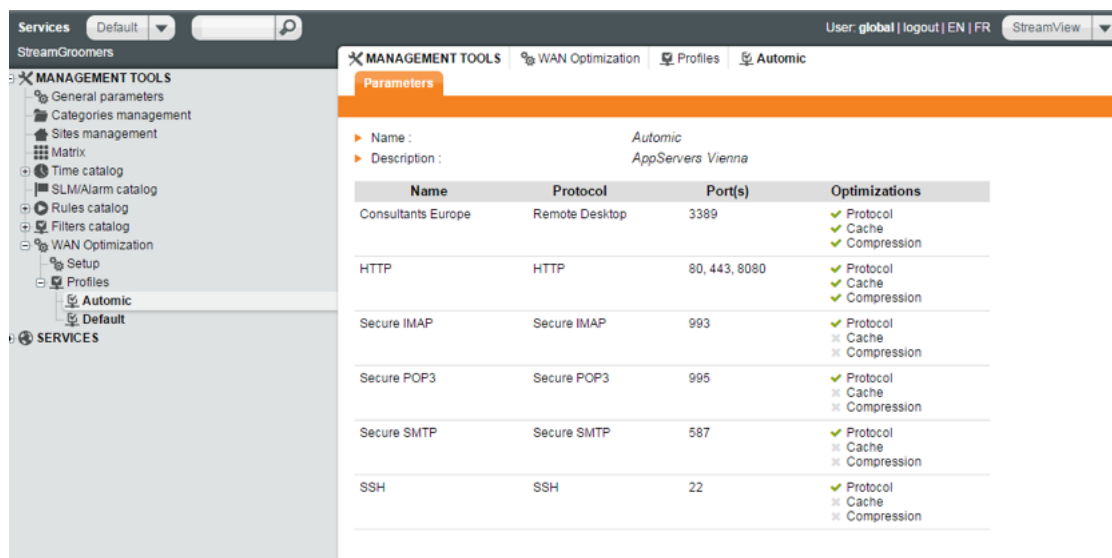 Services Default User: global | logout | EN | FR StreamView
StreamGroomers
MANAGEMENT TOOLS
General parameters
Categories management
Sites management
Matrix
Time catalog
SLM/Alarm catalog
Rules catalog
Filters catalog
WAN Optimization
Setup
Profiles
Automic
Default
SERVICES
MANAGEMENT TOOLS WAN Optimization Profiles Automic
Parameters
Name : Automic
Description : AppServers Vienna
Name Protocol Port(s) Optimizations
Consultants Europe Remote Desktop 3389 Protocol
Cache
Compression
HTTP HTTP 80, 443, 8080 Protocol
Cache
Compression
Secure IMAP Secure IMAP 993 Protocol
Cache
Compression
Secure POP3 Secure POP3 995 Protocol
Cache
Compression
Secure SMTP Secure SMTP 587 Protocol
Cache
Compression
SSH SSH 22 Protocol
Cache
Compression